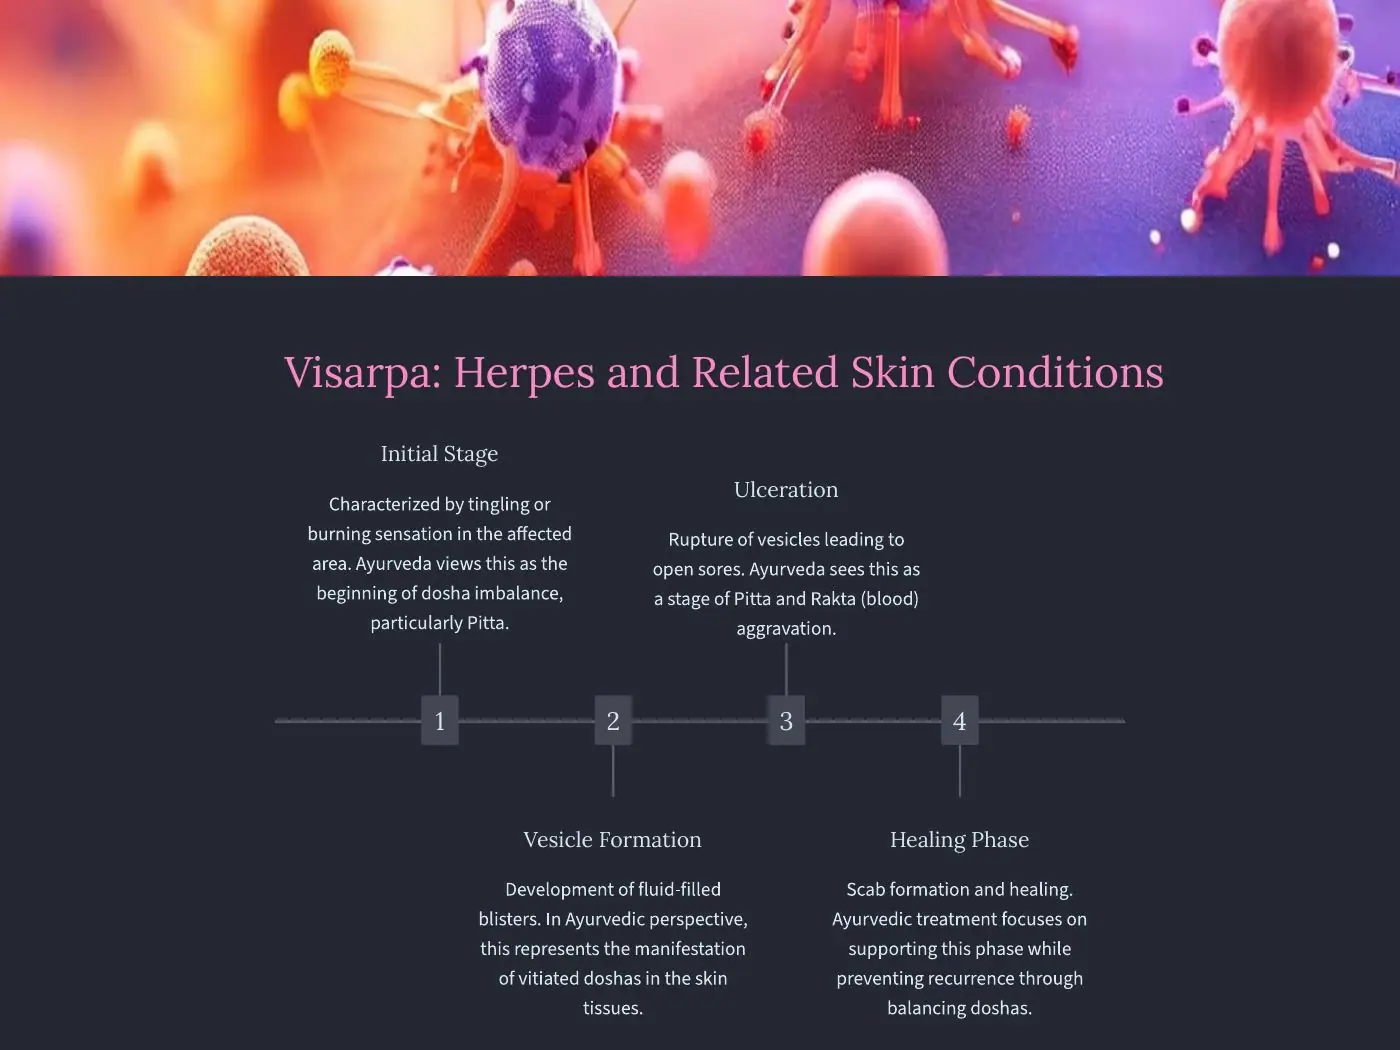 Visarpa: Herpes and Related Skin Conditions
Initial Stage
Characterized by tingling or
burning sensation in the affected
area. Ayurveda views this as the
beginning of dosha imbalance,
particularly Pitta.
Ulceration
Rupture of vesicles leading to
open sores. Ayurveda sees this as
a stage of Pitta and Rakta (blood)
aggravation.
1
2
3
4
Vesicle Formation
Development of fluid-filled
blisters. In Ayurvedic perspective,
this represents the manifestation
of vitiated doshas in the skin
tissues.
Healing Phase
Scab formation and healing.
Ayurvedic treatment focuses on
supporting this phase while
preventing recurrence through
balancing doshas.